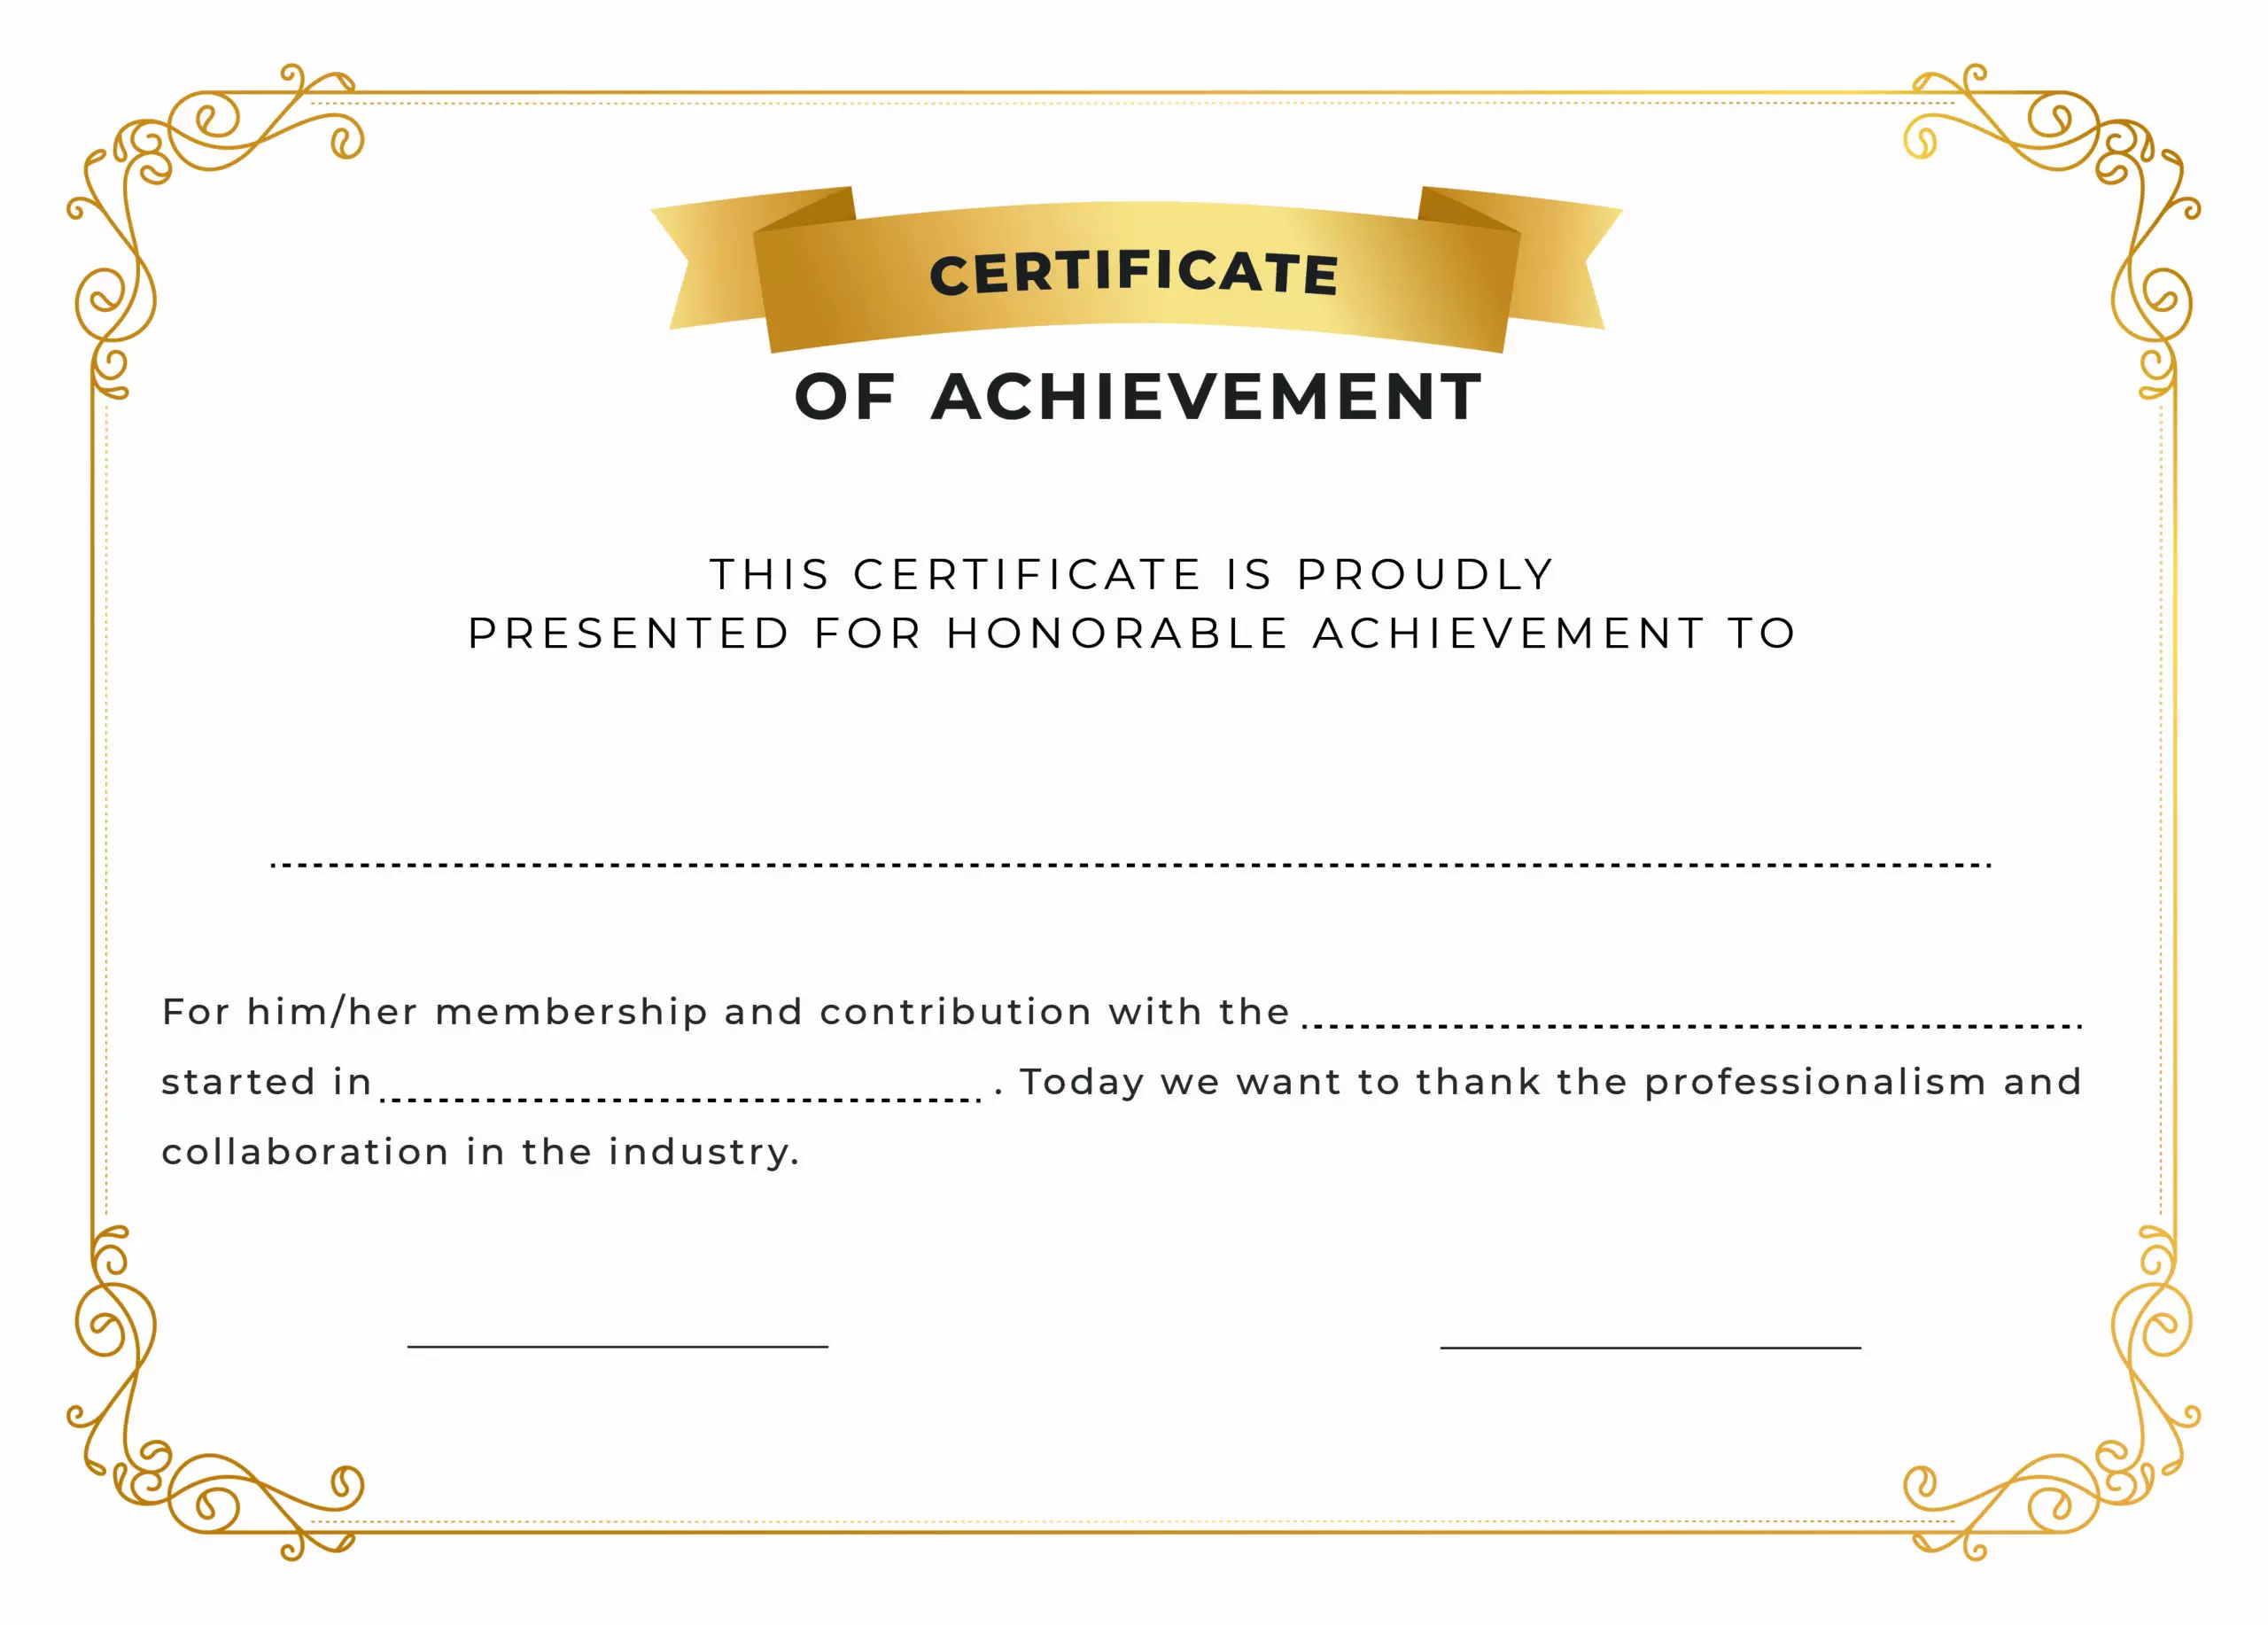 CERTIFICATE
OF ACHIEVEMENT
THIS CERTIFICATE IS PROUDLY
PRESENTED FOR HONORABLE ACHIEVEMENT TO
For him/her membership and contribution with the
started in . Today we want to thank the professionalism and
collaboration in the industry.